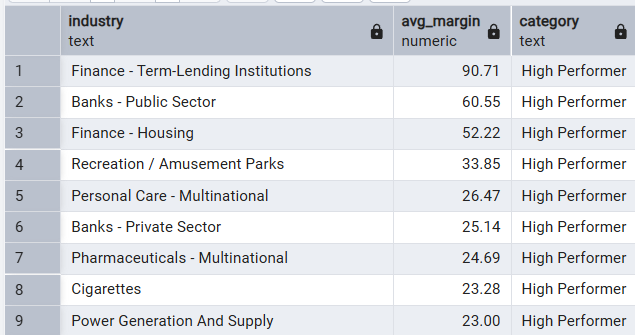 industry avg_margin category
text numeric text
1 Finance - Term-Lending Institutions 90.71 High Performer
2 Banks - Public Sector 60.55 High Performer
3 Finance - Housing 52.22 High Performer
4 Recreation / Amusement Parks 33.85 High Performer
5 Personal Care - Multinational 26.47 High Performer
6 Banks - Private Sector 25.14 High Performer
7 Pharmaceuticals - Multinational 24.69 High Performer
8 Cigarettes 23.28 High Performer
9 Power Generation And Supply 23.00 High Performer